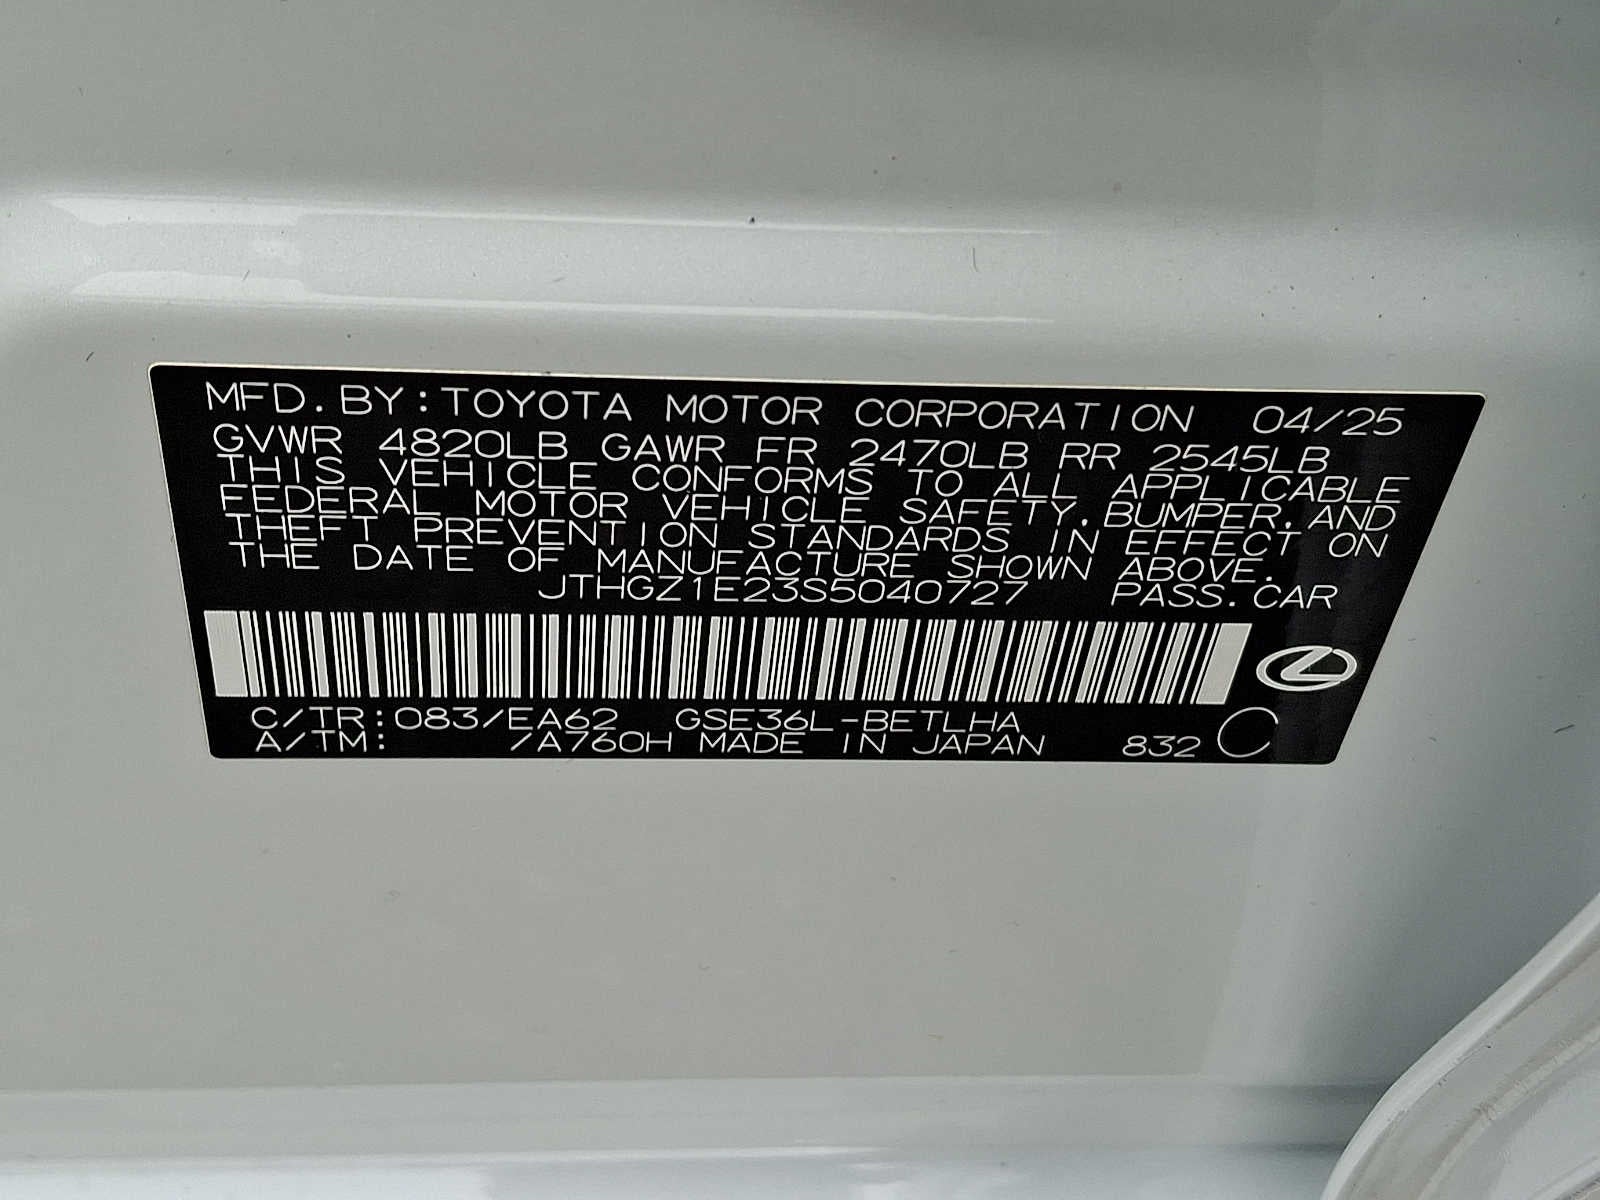 MFD. BY: TOYOTA MOTOR CORPORATION 04/25
GVWR 4820LB GAWR FR 2470LB RR 2545LB
THIS VEHICLE CONFORMS TO ALL APPLICABLE
FEDERAL MOTOR VEHICLE SAFETY, BUMPER, AND
THEFT PREVENTION STANDARDS IN EFFECT ON
THE DATE OF MANUFACTURE SHOWN ABOVE.
JTHGZ1E23S5040727 PASS. CAR
C/TR: 083/EA62 GSE36L-BETLHA
A/TM: /A760H MADE IN JAPAN 832 C